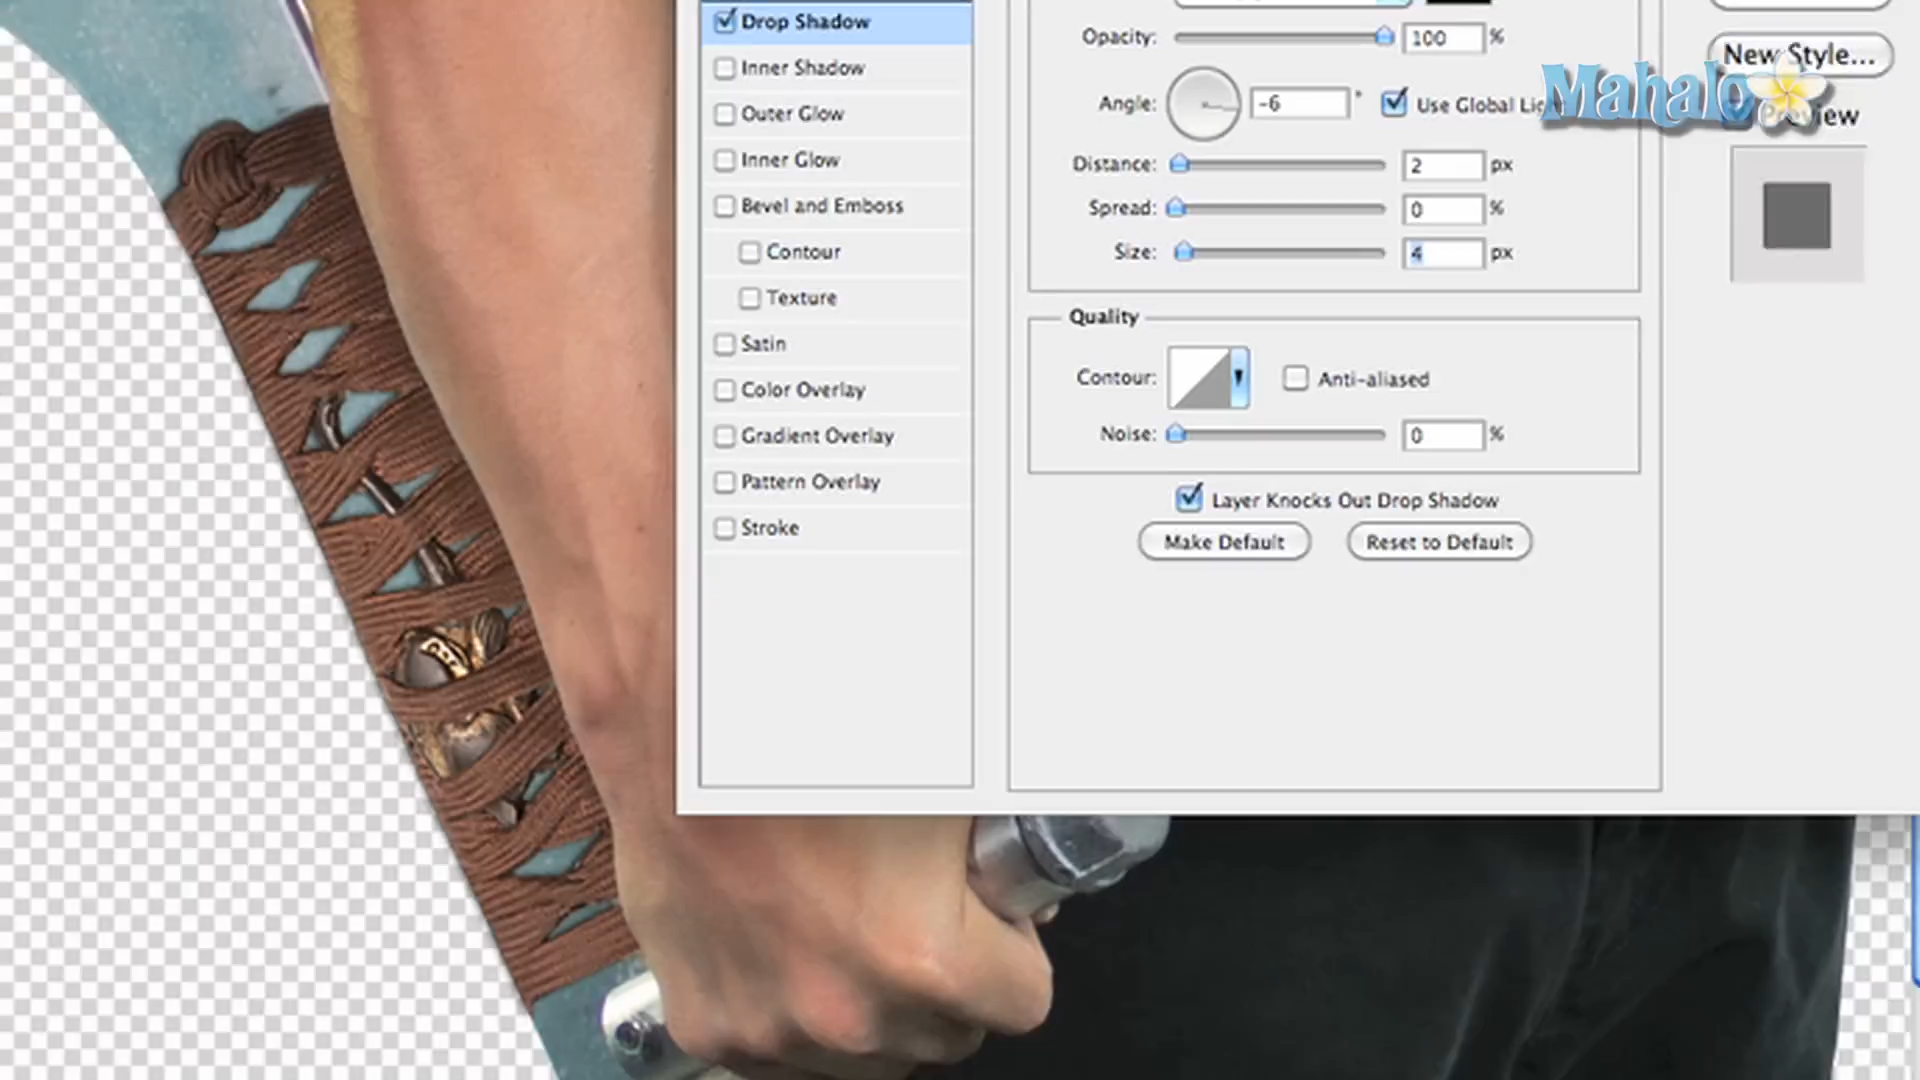 Drop Shadow
Inner Shadow
Outer Glow
Inner Glow
Bevel and Emboss
Contour
Texture
Satin
Color Overlay
Gradient Overlay
Pattern Overlay
Stroke
Opacity: 100 %
Angle: -6 ° Use Global Light
Distance: 2 px
Spread: 0 %
Size: 4 px
Quality
Contour: Anti-aliased
Noise: 0 %
Layer Knocks Out Drop Shadow
Make Default Reset to Default
New Style...
Mahalo
Preview